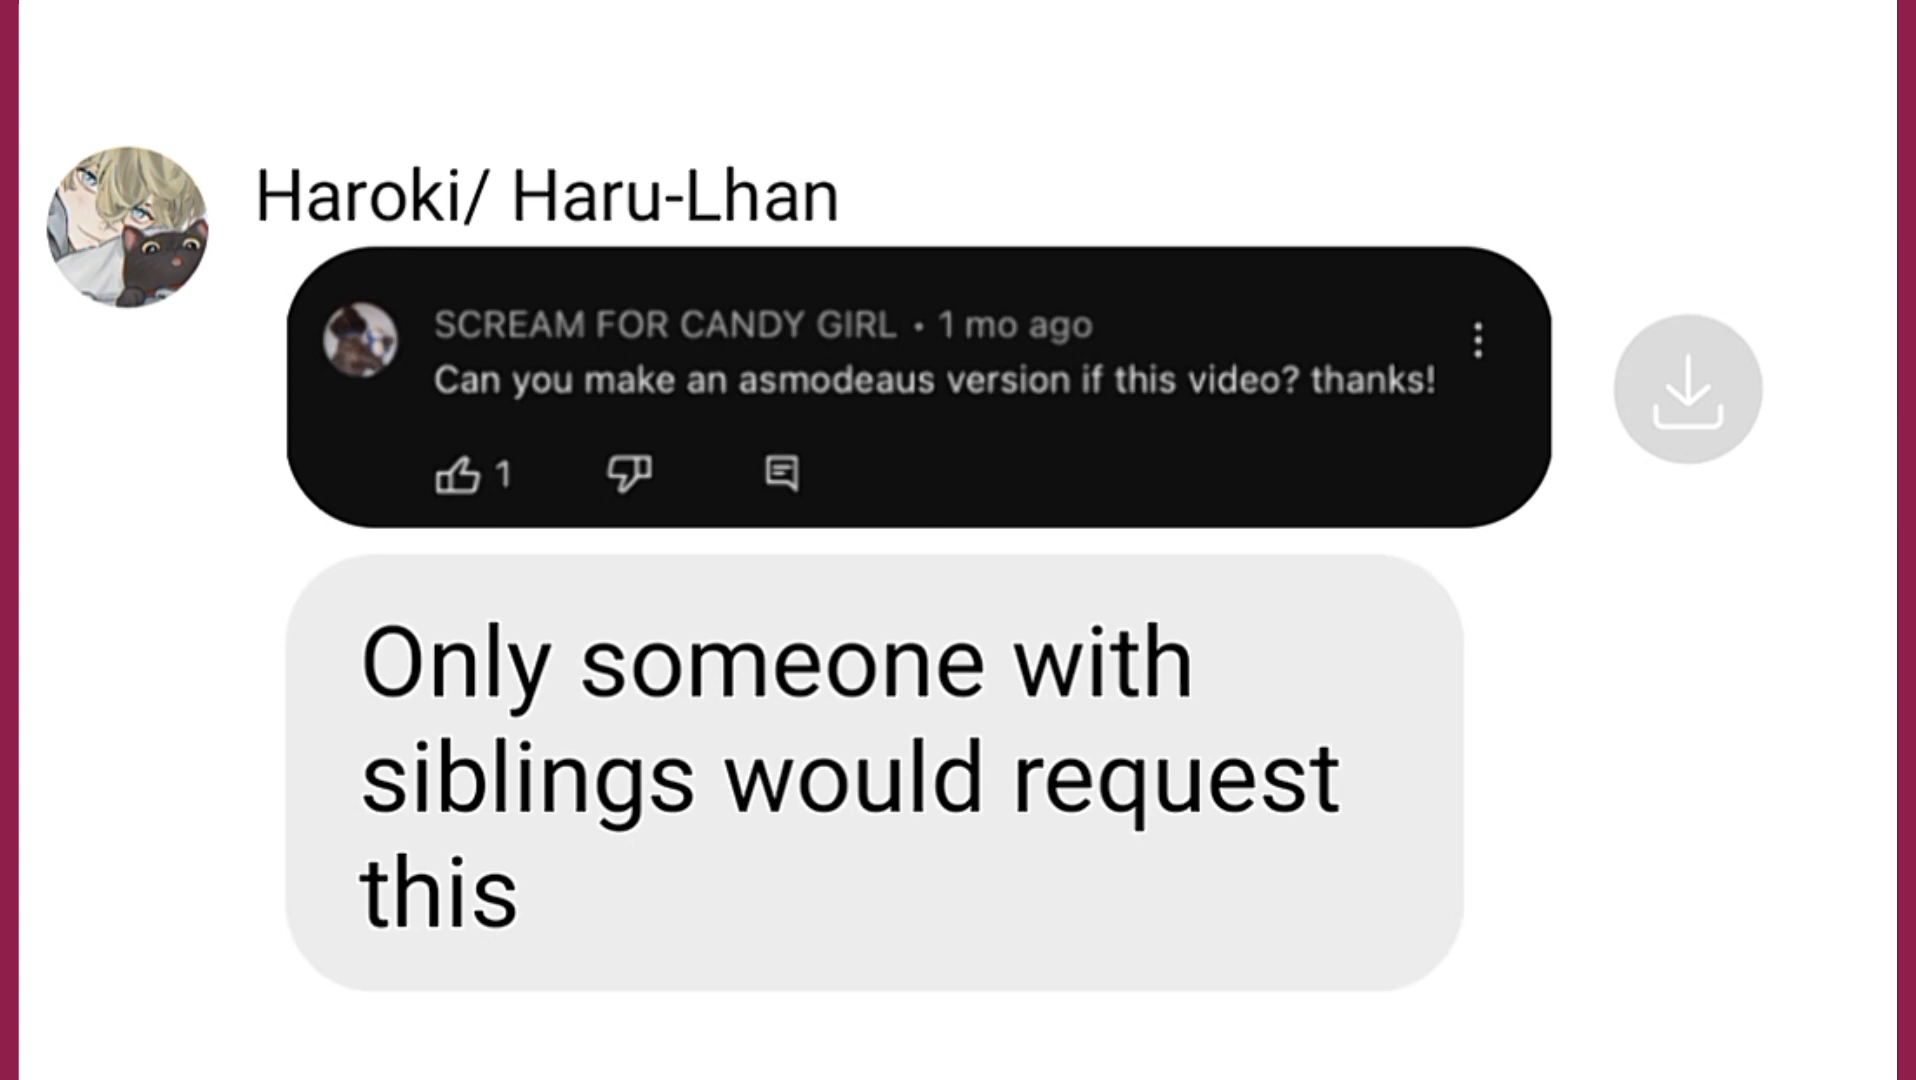 Haroki/ Haru-Lhan
SCREAM FOR CANDY GIRL • 1 mo ago
Can you make an asmodeaus version if this video? thanks!
1
Only someone with
siblings would request
this